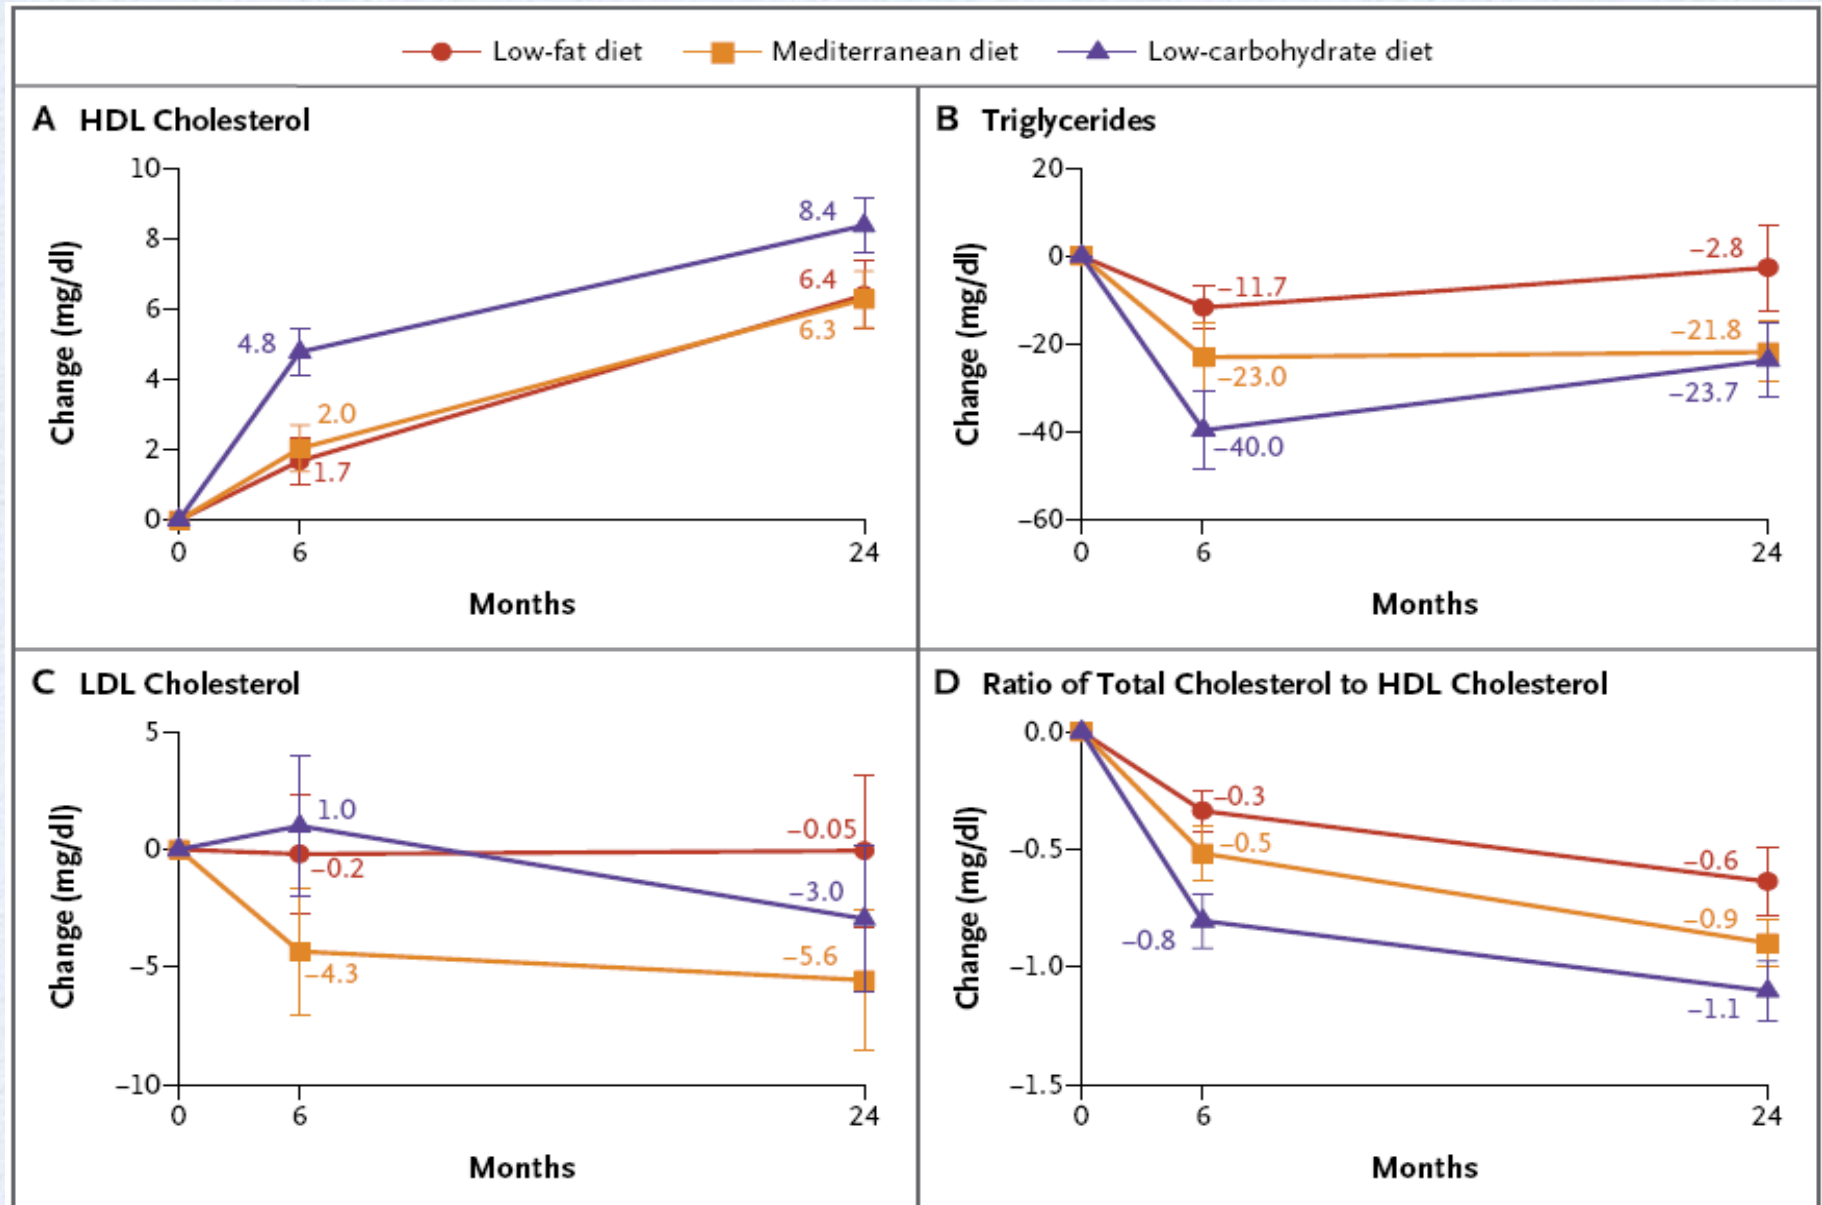 Low-fat diet Mediterranean diet Low-carbohydrate diet
A HDL Cholesterol
10
8
6
4
2
0
Change (mg/dl)
4.8
2.0
1.7
8.4
6.4
6.3
0 6 24
Months
B Triglycerides
20
0
−20
−40
−60
Change (mg/dl)
−11.7
−23.0
−40.0
−2.8
−21.8
−23.7
0 6 24
Months
C LDL Cholesterol
5
0
−5
−10
Change (mg/dl)
1.0
−0.2
−4.3
−0.05
−3.0
−5.6
0 6 24
Months
D Ratio of Total Cholesterol to HDL Cholesterol
0.0
−0.5
−1.0
−1.5
Change (mg/dl)
−0.3
−0.5
−0.8
−0.6
−0.9
−1.1
0 6 24
Months